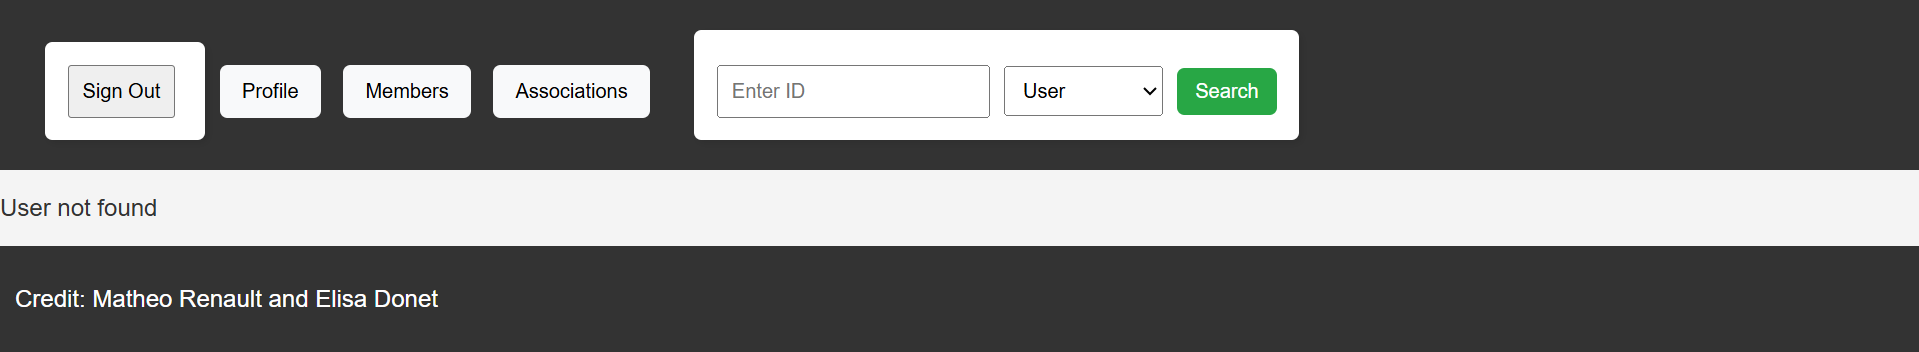 Sign Out Profile Members Associations Enter ID User Search
User not found
Credit: Matheo Renault and Elisa Donet